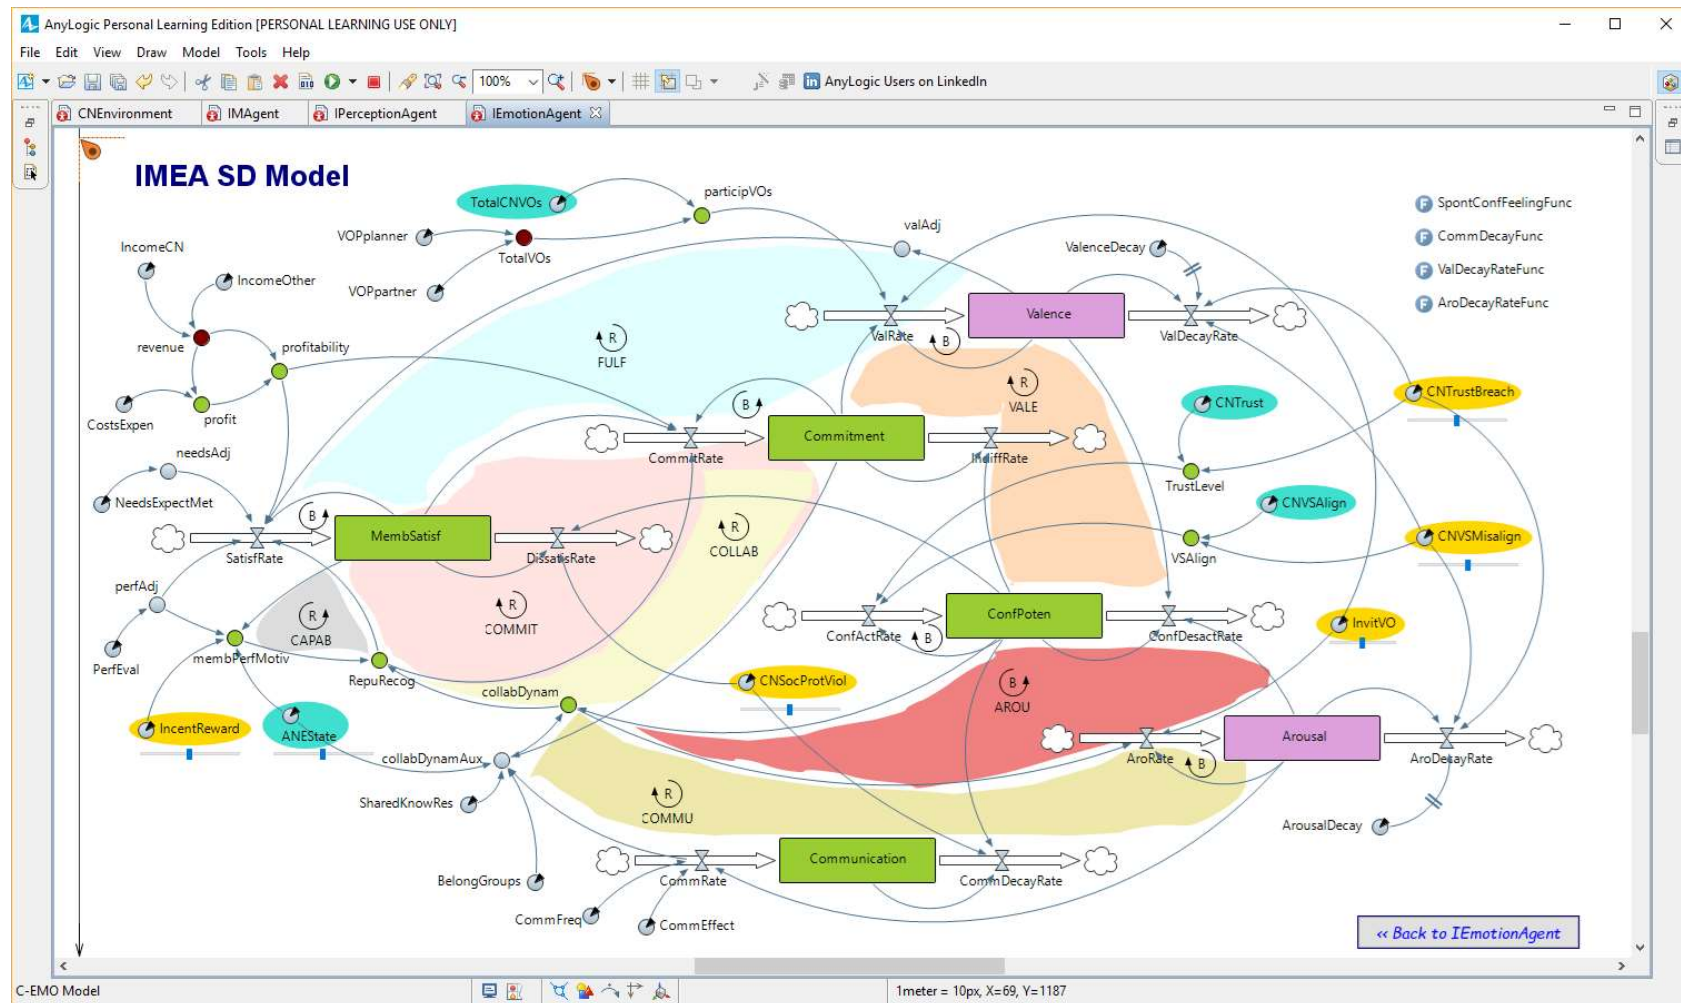 AnyLogic Personal Learning Edition [PERSONAL LEARNING USE ONLY]
File Edit View Draw Model Tools Help
100%
AnyLogic Users on LinkedIn
CNEnvironment IMAgent IPerceptionAgent IEmotionAgent
IMEA SD Model
TotalCNVOs
participVOs
VOPplanner
TotalVOs
VOPpartner
valAdj
ValenceDecay
SpontConfFeelingFunc
CommDecayFunc
ValDecayRateFunc
AroDecayRateFunc
IncomeCN
IncomeOther
revenue
profitability
CostsExpen
profit
R
FULF
ValRate
B
Valence
ValDecayRate
R
VALE
CNTrust
CNTrustBreach
TrustLevel
B
CommitRate
Commitment
IndiffRate
needsAdj
NeedsExpectMet
SatisfRate
B
MembSatisf
DissatisRate
R
COLLAB
CNVSAlign
VSAlign
CNVSMisalign
perfAdj
PerfEval
R
CAPAB
membPerfMotiv
RepuRecog
R
COMMIT
ConfActRate
B
ConfPoten
ConfDesactRate
InvitVO
IncentReward
ANEState
collabDynam
CNSocProtViol
B
AROU
collabDynamAux
AroRate
B
Arousal
AroDecayRate
SharedKnowRes
R
COMMU
ArousalDecay
BelongGroups
CommRate
Communication
CommDecayRate
CommFreq
CommEffect
<< Back to IEmotionAgent
C-EMO Model
1meter = 10px, X=69, Y=1187